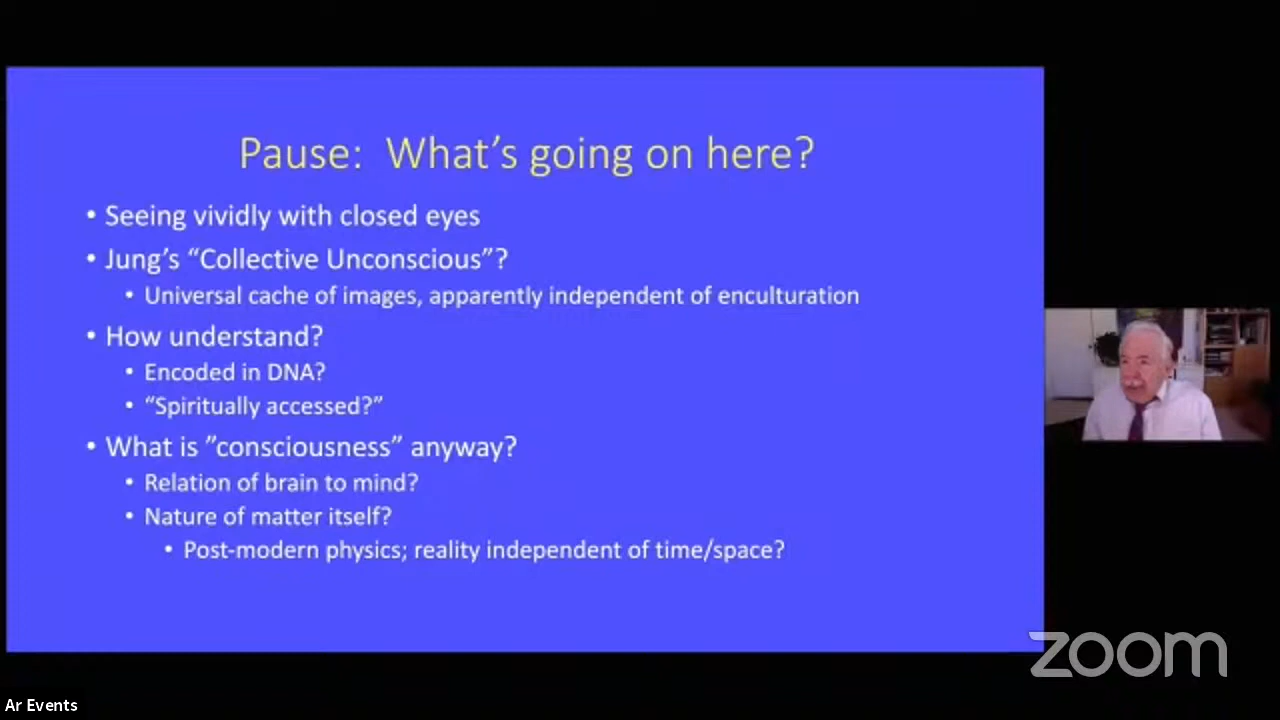 Pause:  What’s going on here?
• Seeing vividly with closed eyes
• Jung’s “Collective Unconscious”?
• Universal cache of images, apparently independent of enculturation
• How understand?
• Encoded in DNA?
• “Spiritually accessed?”
• What is ”consciousness” anyway?
• Relation of brain to mind?
• Nature of matter itself?
• Post-modern physics; reality independent of time/space?
zoom
Ar Events